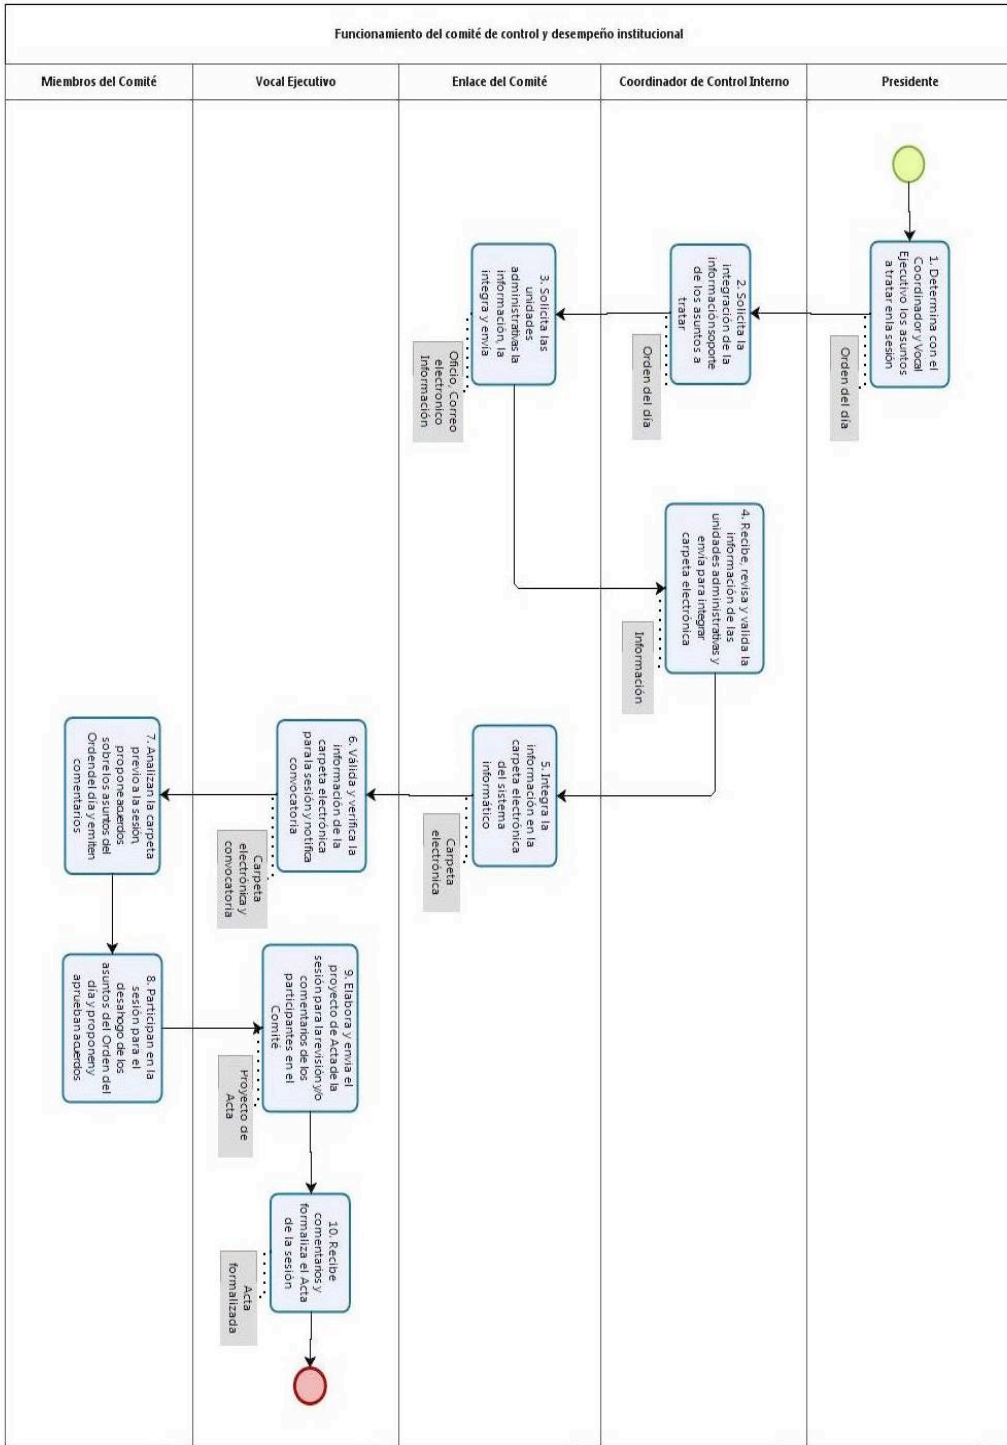 Funcionamiento del comité de control y desempeño institucional
Miembros del Comité
Vocal Ejecutivo
Enlace del Comité
Coordinador de Control Interno
Presidente
1. Determina con el
Coordinador y Vocal
Ejecutivo los asuntos
a tratar en la sesión
Orden del día
2. Solicita la
integración de la
información soporte
de los asuntos a
tratar
Orden del día
3. Solicita las
unidades
administrativas la
información, la
integra y envía
Oficio, Correo
electronico
Información
4. Recibe, revisa y valida la
información de las
unidades administrativas y
envía para integrar
carpeta electrónica
Información
5. Integra la
información en la
carpeta electrónica
del sistema
informático
Carpeta
electrónica
6. Válida y verifica la
información de la
carpeta electrónica
para la sesión y notifica
convocatoria
Carpeta
electrónica y
convocatoria
7. Analizan la carpeta
previo a la sesión,
propone acuerdos
sobre los asuntos del
Orden del día y emiten
comentarios
8. Participan en la
sesión para el
desahogo de los
asuntos del Orden del
día y proponen y
aprueban acuerdos
9. Elabora y envia el
proyecto de Acta de la
sesión para la revisión y/o
comentarios de los
participantes en el
Comité
Proyecto de
Acta
10. Recibe
comentarios y
formaliza el Acta
de la sesión
Acta
formalizada